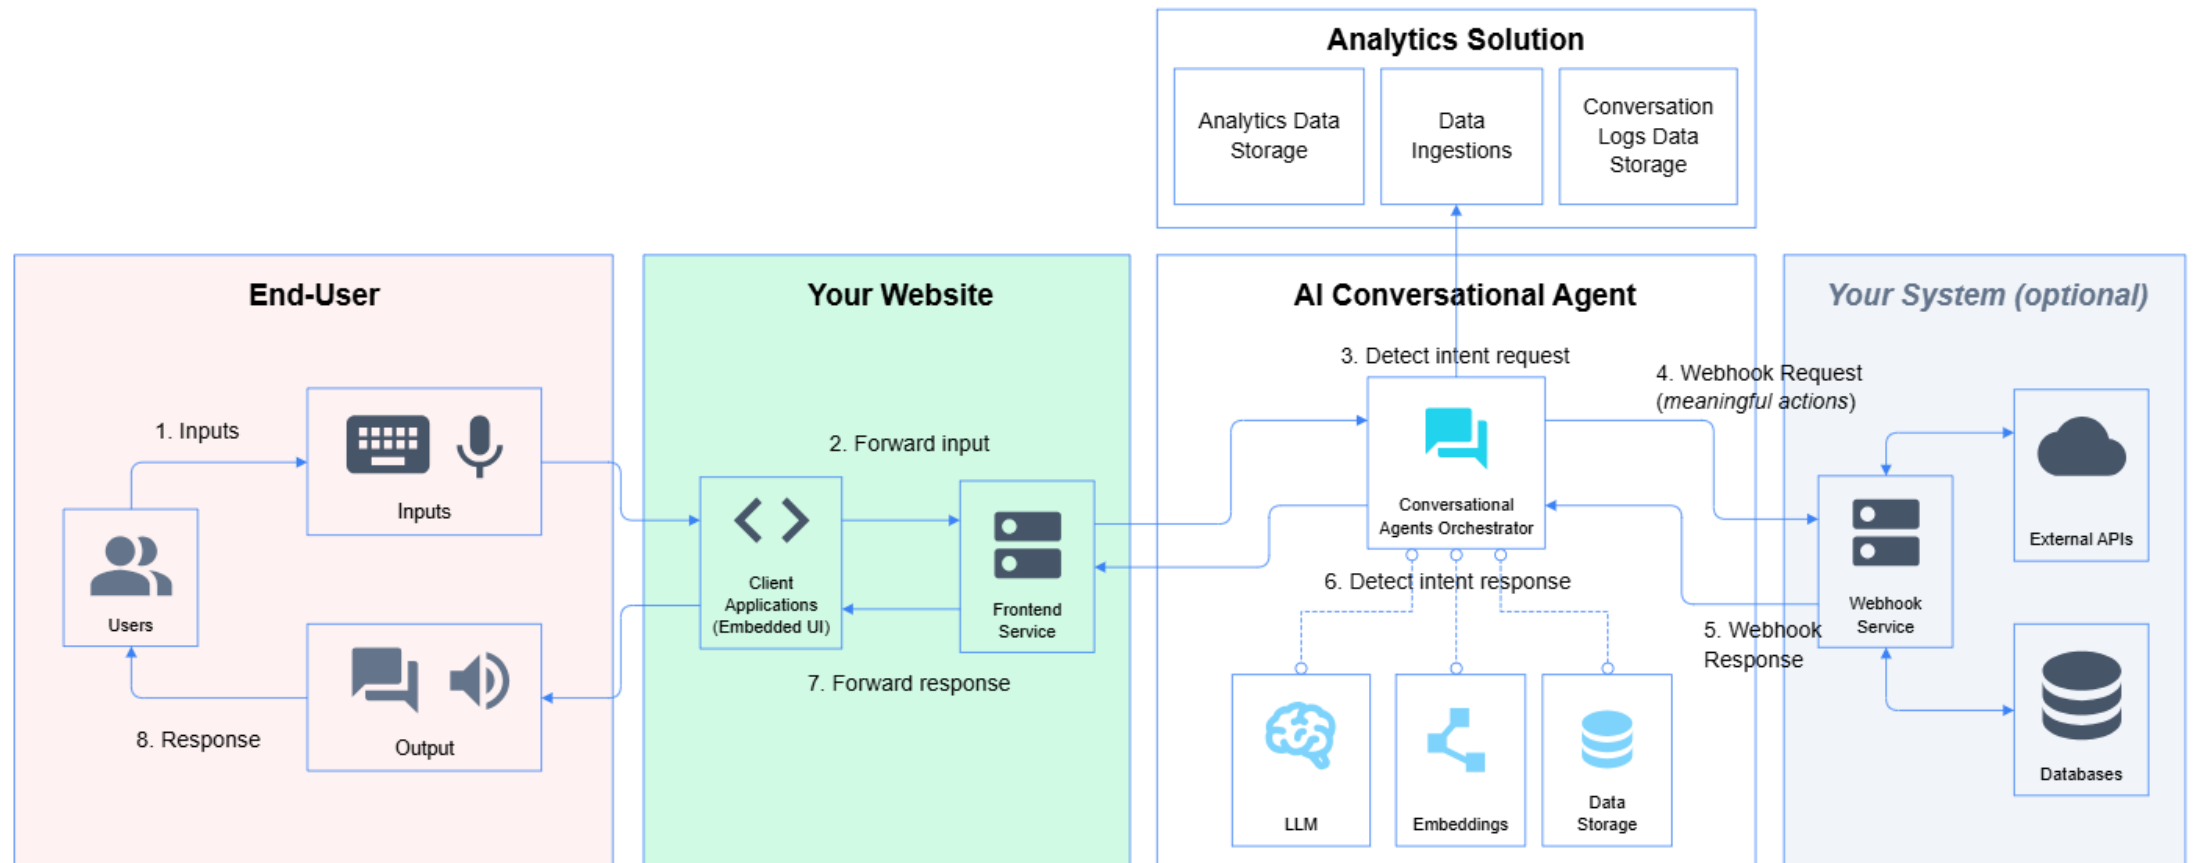 Analytics Solution
Analytics Data
Storage
Data
Ingestions
Conversation
Logs Data
Storage
End-User
1. Inputs
Inputs
Users
8. Response
Output
Your Website
2. Forward input
Client
Applications
(Embedded UI)
Frontend
Service
7. Forward response
AI Conversational Agent
3. Detect intent request
Conversational
Agents Orchestrator
6. Detect intent response
LLM
Embeddings
Data
Storage
Your System (optional)
4. Webhook Request
(meaningful actions)
External APIs
Webhook
Service
5. Webhook
Response
Databases